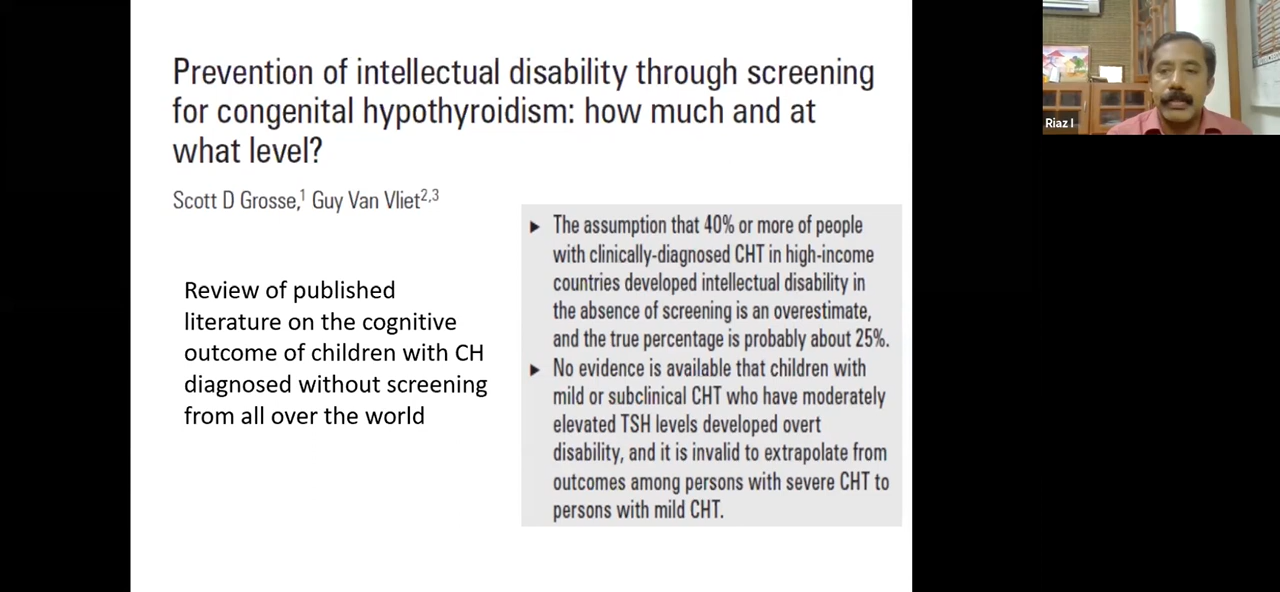 Prevention of intellectual disability through screening
for congenital hypothyroidism: how much and at
what level?
Scott D Grosse,1 Guy Van Vliet2,3
Review of published
literature on the cognitive
outcome of children with CH
diagnosed without screening
from all over the world
► The assumption that 40% or more of people
with clinically-diagnosed CHT in high-income
countries developed intellectual disability in
the absence of screening is an overestimate,
and the true percentage is probably about 25%.
► No evidence is available that children with
mild or subclinical CHT who have moderately
elevated TSH levels developed overt
disability, and it is invalid to extrapolate from
outcomes among persons with severe CHT to
persons with mild CHT.
Riaz I